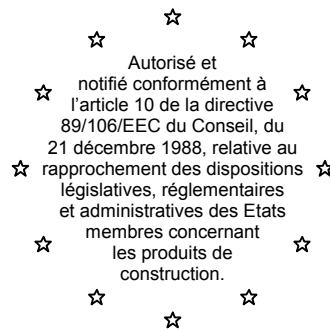 Autorisé et
notifié conformément à
l’article 10 de la directive
89/106/EEC du Conseil, du
21 décembre 1988, relative au
rapprochement des dispositions
législatives, réglementaires
et administratives des Etats
membres concernant
les produits de
construction.